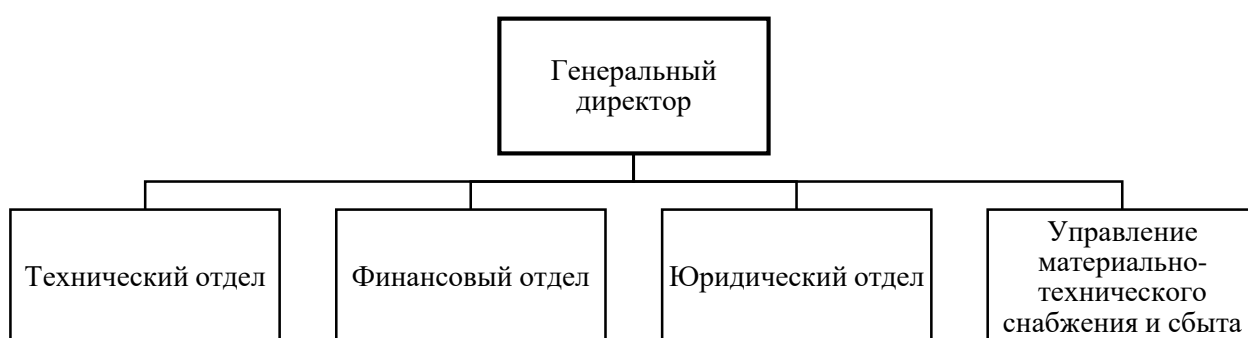 Генеральный
директор
Технический отдел
Финансовый отдел
Юридический отдел
Управление
материально-
технического
снабжения и сбыта